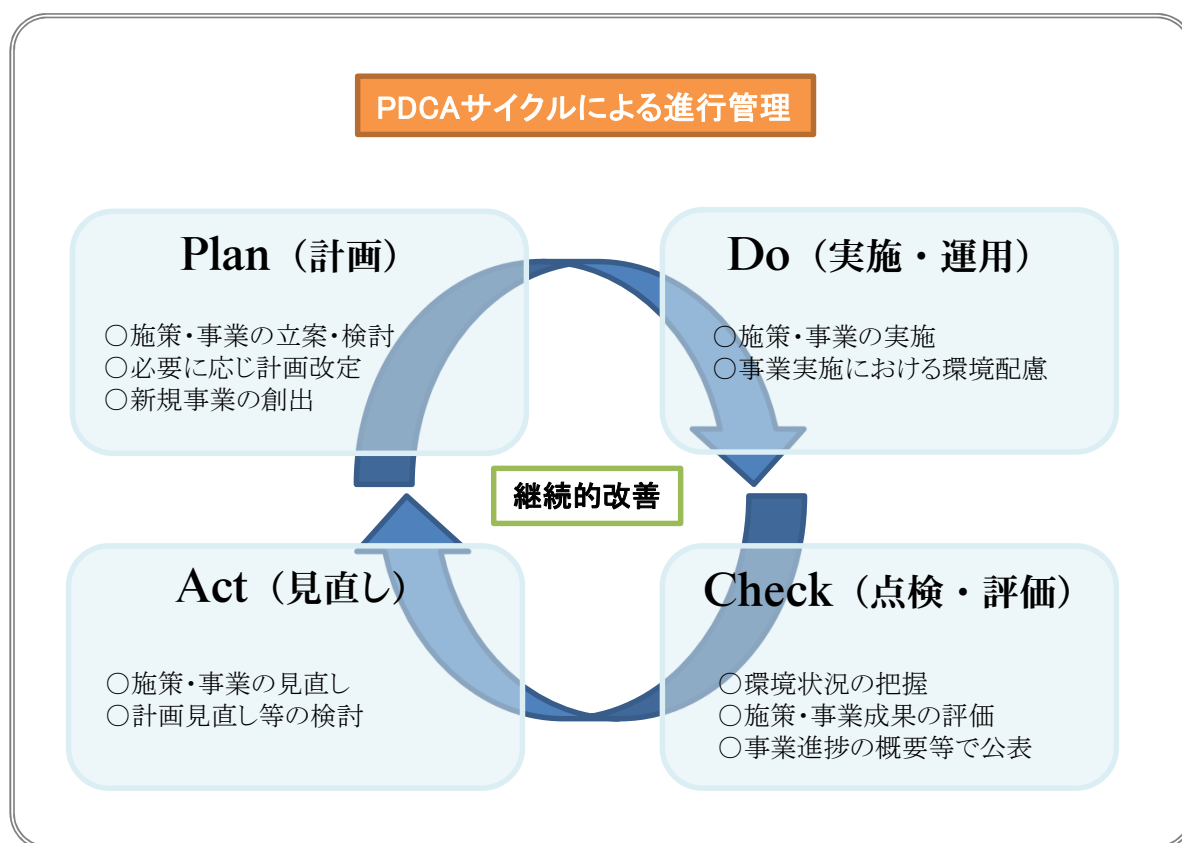 PDCAサイクルによる進行管理
Plan（計画）
○施策・事業の立案・検討
○必要に応じ計画改定
○新規事業の創出
Do（実施・運用）
○施策・事業の実施
○事業実施における環境配慮
継続的改善
Act（見直し）
○施策・事業の見直し
○計画見直し等の検討
Check（点検・評価）
○環境状況の把握
○施策・事業成果の評価
○事業進捗の概要等で公表